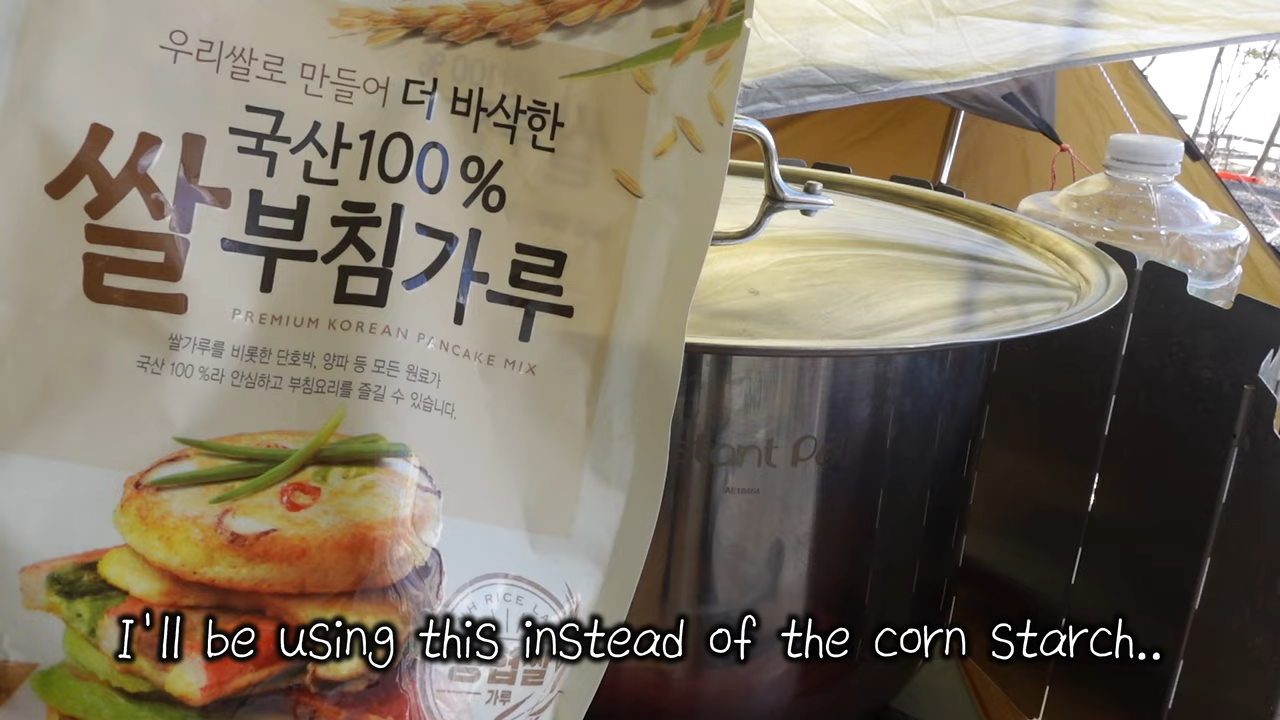 우리쌀로 만들어 더 바삭한
국산100%
쌀부침가루
PREMIUM KOREAN PANCAKE MIX
쌀가루를 비롯한 단호박, 양파 등 모든 원료가
국산 100 %라 안심하고 부침요리를 즐길 수 있습니다.
RICE
가루
I'll be using this instead of the corn starch..